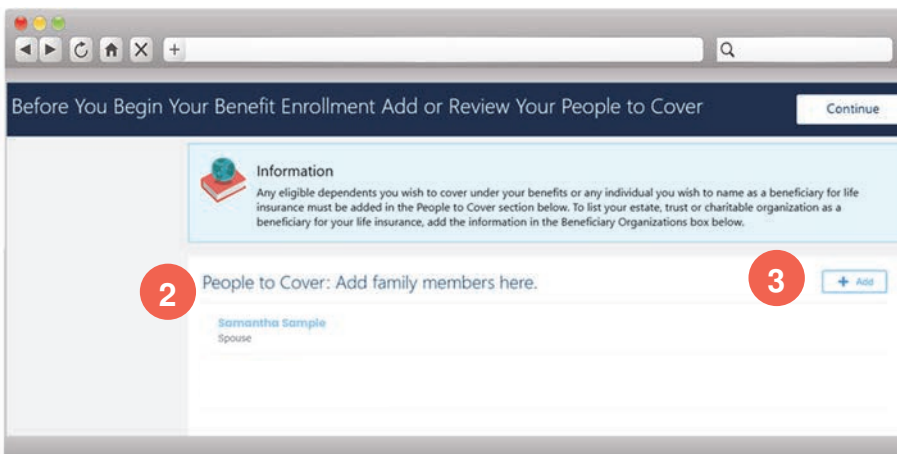 Before You Begin Your Benefit Enrollment Add or Review Your People to Cover
Continue
Information
Any eligible dependents you wish to cover under your benefits or any individual you wish to name as a beneficiary for life
insurance must be added in the People to Cover section below. To list your estate, trust or charitable organization as a
beneficiary for your life insurance, add the information in the Beneficiary Organizations box below.
2
People to Cover: Add family members here.
3
+ Add
Samantha Sample
Spouse